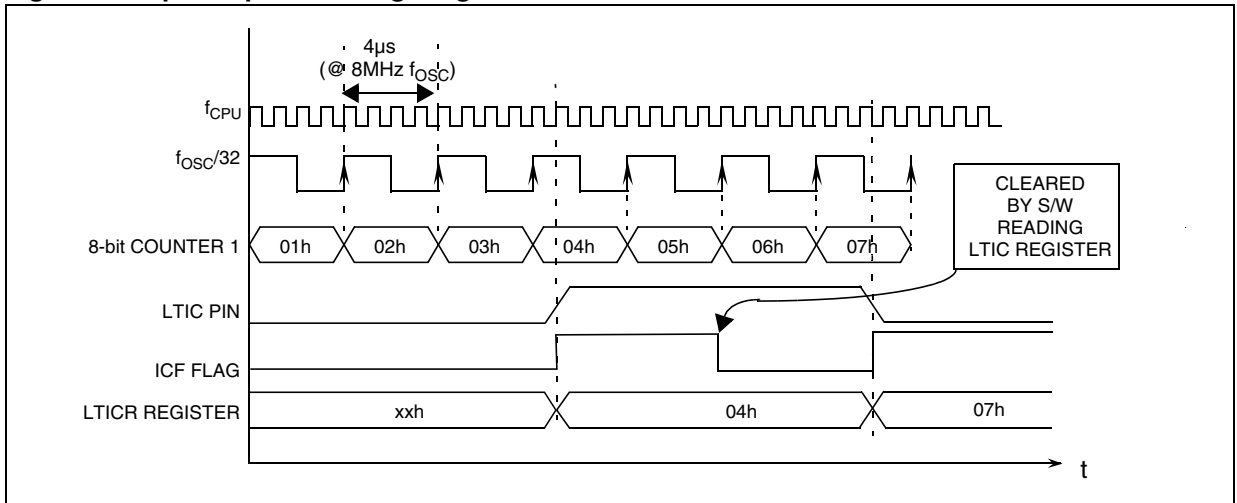 4µs
(@ 8MHz fOSC)
fCPU
fOSC/32
CLEARED
BY S/W
READING
LTIC REGISTER
8-bit COUNTER 1
01h
02h
03h
04h
05h
06h
07h
LTIC PIN
ICF FLAG
LTICR REGISTER
xxh
04h
07h
t